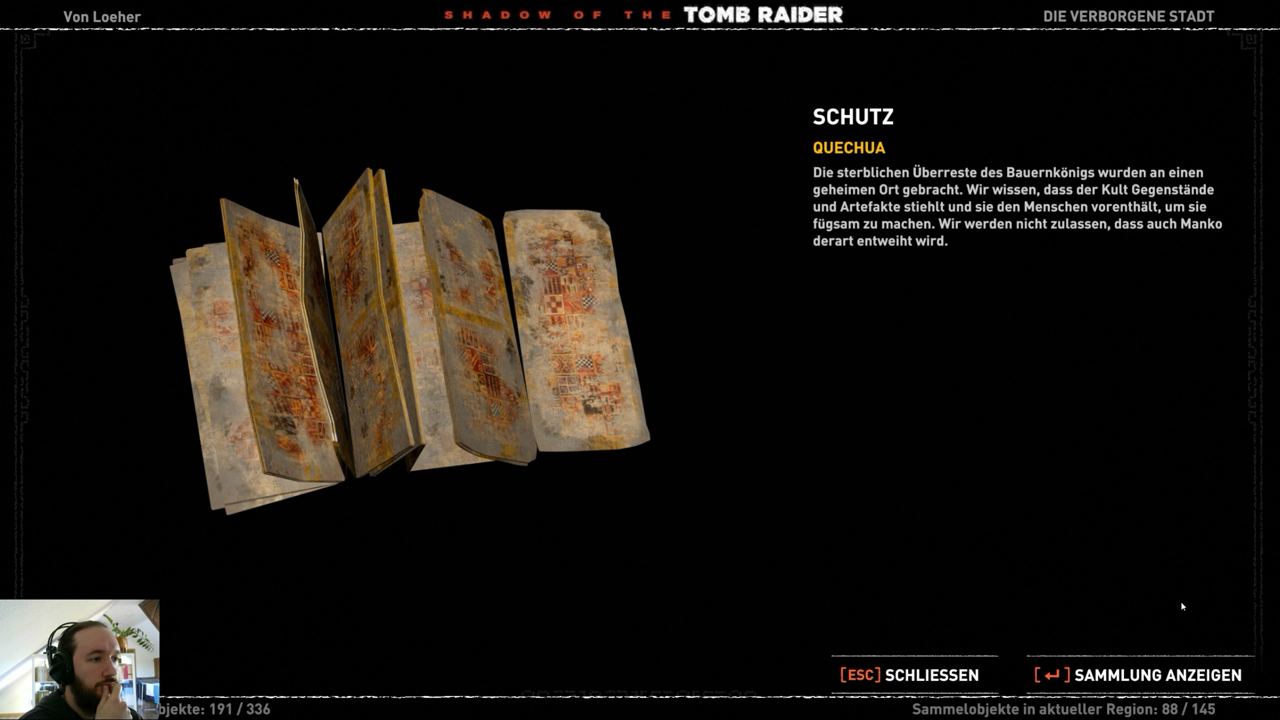 Von Loeher
SHADOW OF THE TOMB RAIDER
DIE VERBORGENE STADT
SCHUTZ
QUECHUA
Die sterblichen Überreste des Bauernkönigs wurden an einen
geheimen Ort gebracht. Wir wissen, dass der Kult Gegenstände
und Artefakte stiehlt und sie den Menschen vorenthält, um sie
fügsam zu machen. Wir werden nicht zulassen, dass auch Manko
derart entweiht wird.
[ESC] SCHLIESSEN
[↵] SAMMLUNG ANZEIGEN
bjekte: 191 / 336
Sammelobjekte in aktueller Region: 88 / 145